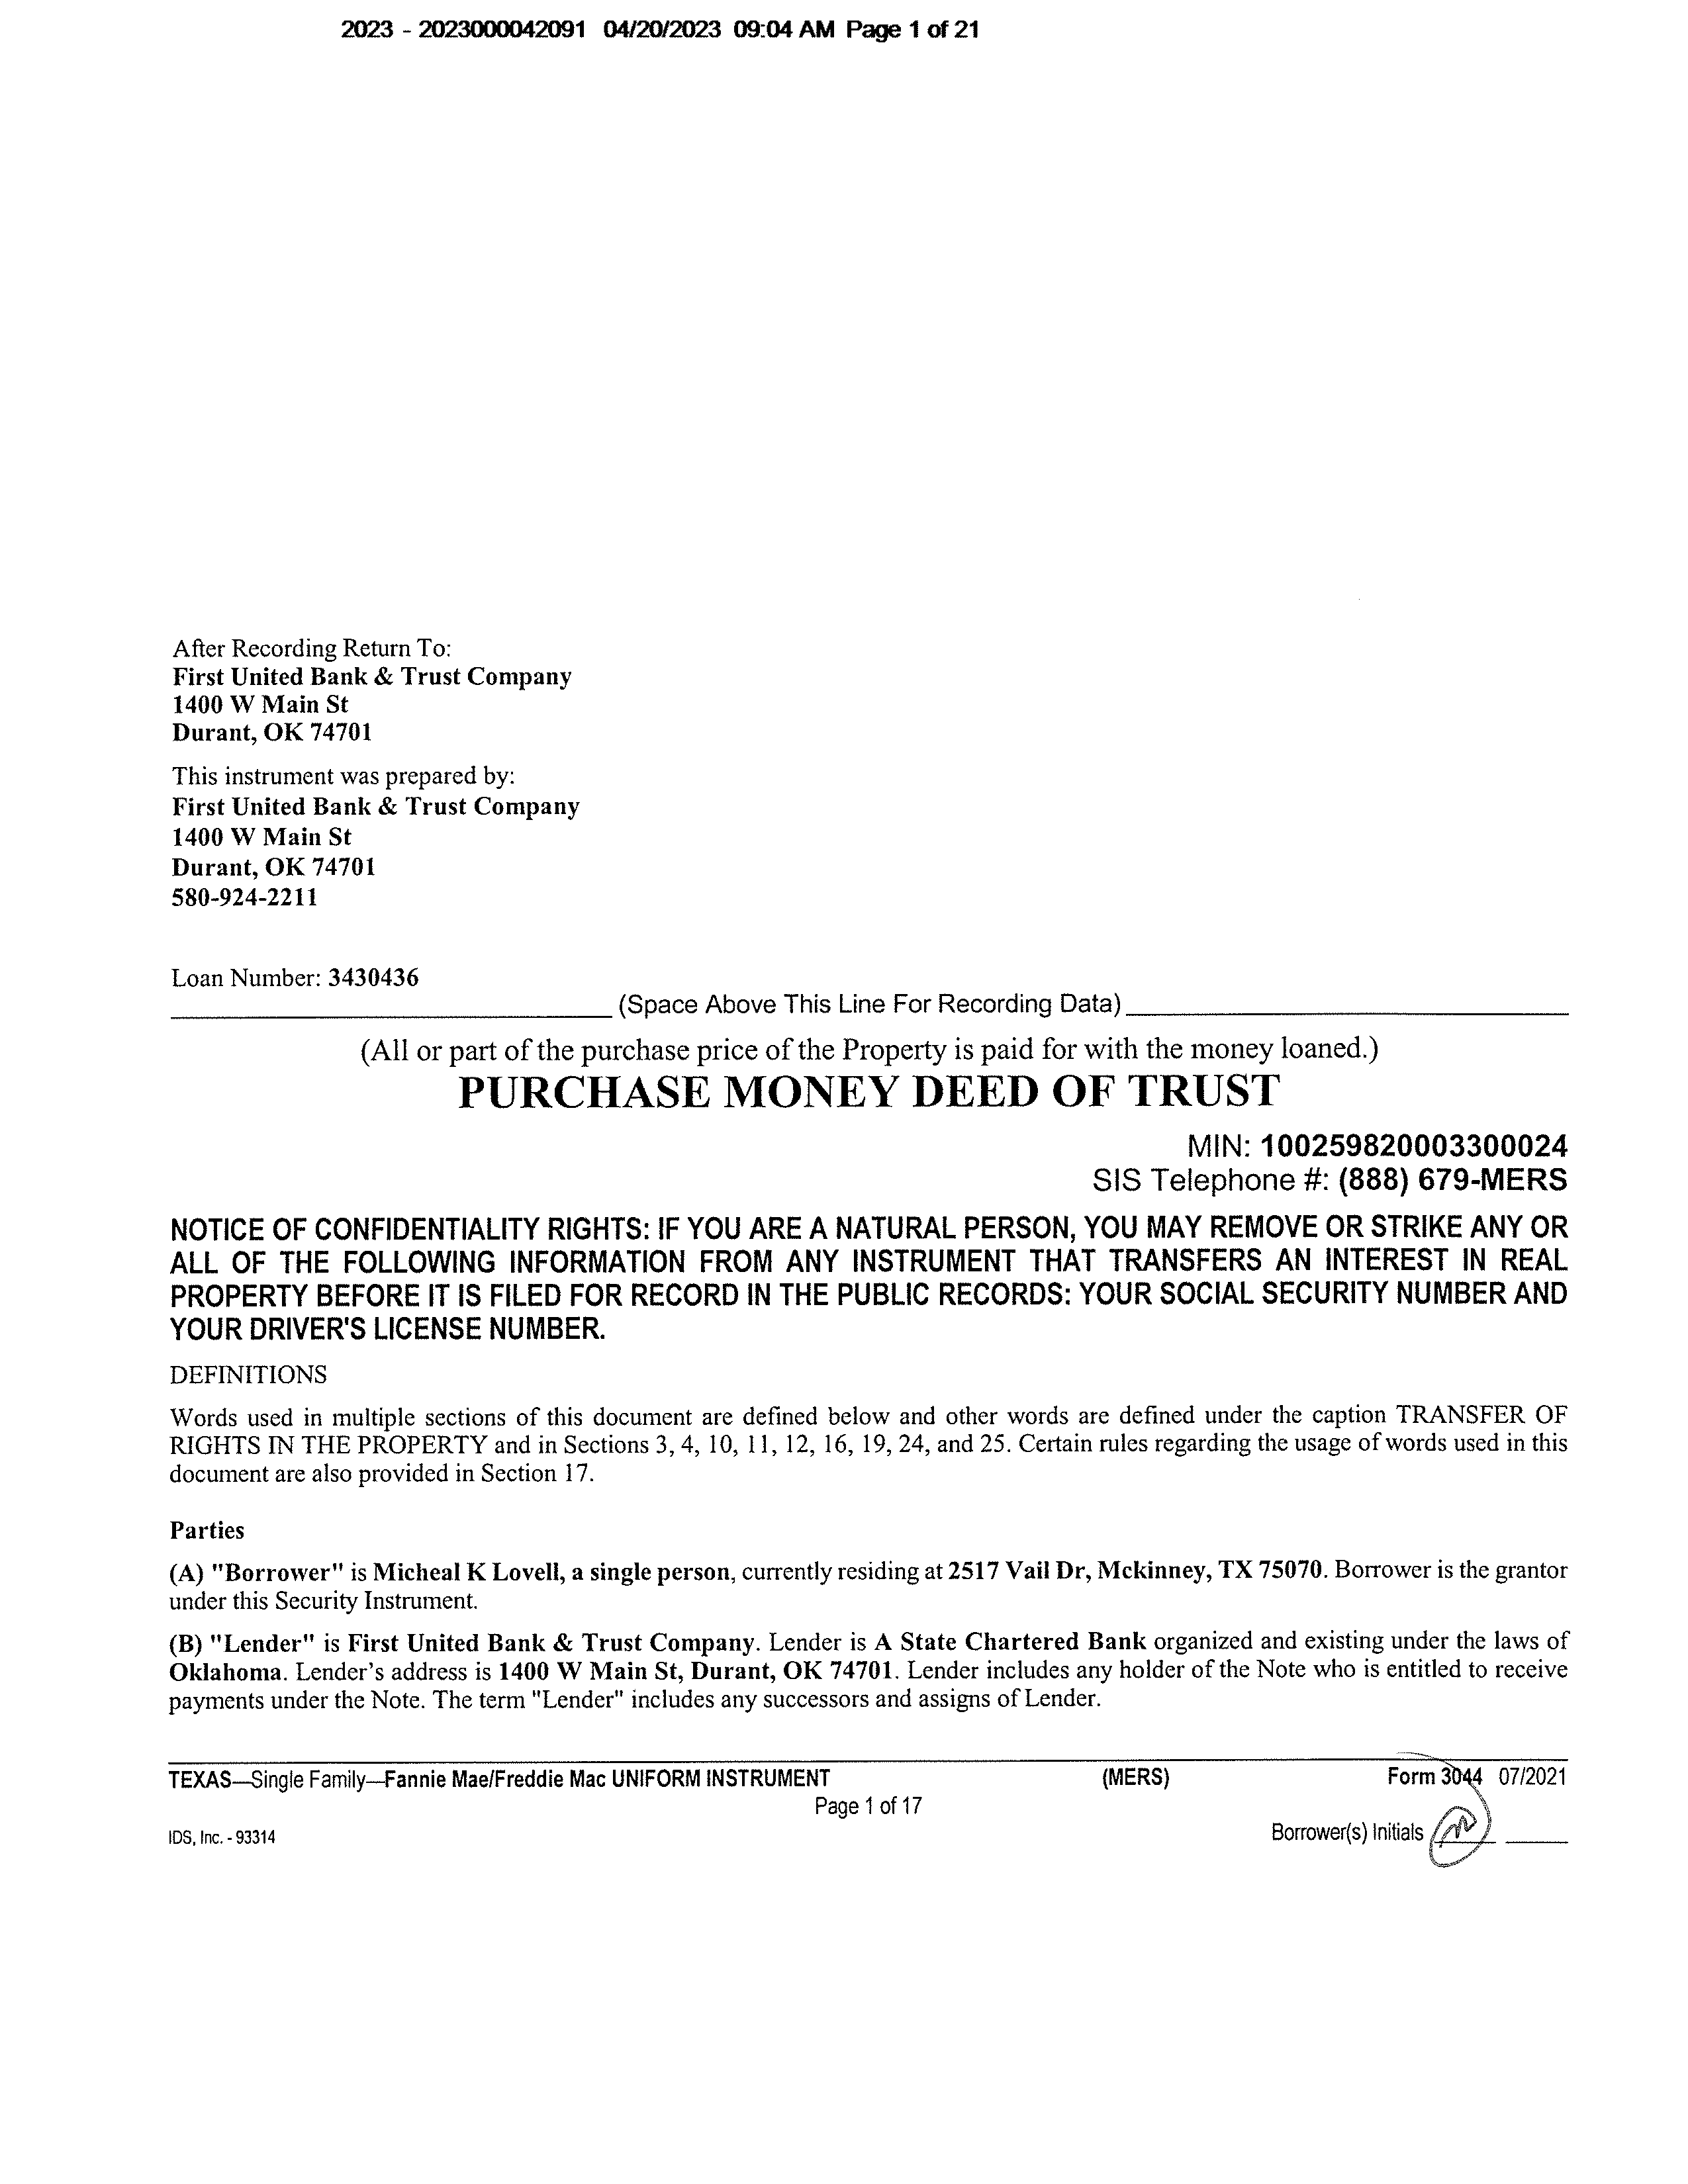 2023 - 2023000042091 04/20/2023 09:04 AM Page 1 of 21
After Recording Return To:
First United Bank & Trust Company
1400 W Main St
Durant, OK 74701
This instrument was prepared by:
First United Bank & Trust Company
1400 W Main St
Durant, OK 74701
580-924-2211
Loan Number: 3430436
(Space Above This Line For Recording Data)
(All or part of the purchase price of the Property is paid for with the money loaned.)
PURCHASE MONEY DEED OF TRUST
MIN: 100259820003300024
SIS Telephone #: (888) 679-MERS
NOTICE OF CONFIDENTIALITY RIGHTS: IF YOU ARE A NATURAL PERSON, YOU MAY REMOVE OR STRIKE ANY OR
ALL OF THE FOLLOWING INFORMATION FROM ANY INSTRUMENT THAT TRANSFERS AN INTEREST IN REAL
PROPERTY BEFORE IT IS FILED FOR RECORD IN THE PUBLIC RECORDS: YOUR SOCIAL SECURITY NUMBER AND
YOUR DRIVER'S LICENSE NUMBER.
DEFINITIONS
Words used in multiple sections of this document are defined below and other words are defined under the caption TRANSFER OF
RIGHTS IN THE PROPERTY and in Sections 3, 4, 10, 11, 12, 16, 19, 24, and 25. Certain rules regarding the usage of words used in this
document are also provided in Section 17.
Parties
(A) "Borrower" is Micheal K Lovell, a single person, currently residing at 2517 Vail Dr, Mckinney, TX 75070. Borrower is the grantor
under this Security Instrument.
(B) "Lender" is First United Bank & Trust Company. Lender is A State Chartered Bank organized and existing under the laws of
Oklahoma. Lender's address is 1400 W Main St, Durant, OK 74701. Lender includes any holder of the Note who is entitled to receive
payments under the Note. The term "Lender" includes any successors and assigns of Lender.
TEXAS—Single Family—Fannie Mae/Freddie Mac UNIFORM INSTRUMENT (MERS) Form 3044 07/2021
Page 1 of 17
IDS, Inc. - 93314 Borrower(s) Initials